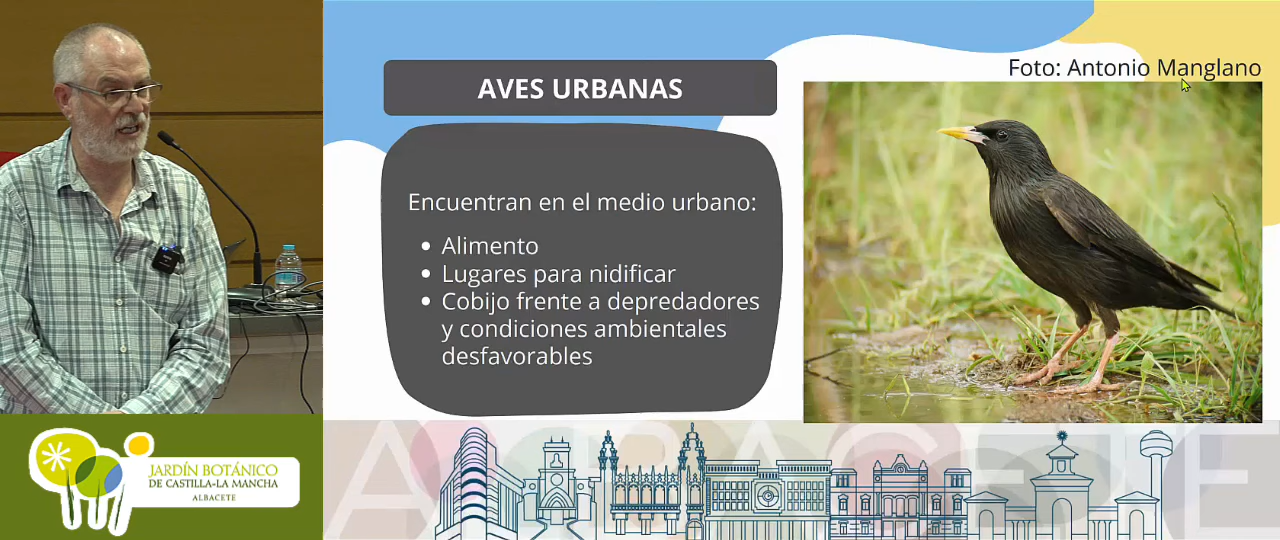 AVES URBANAS
Foto: Antonio Manglano
Encuentran en el medio urbano:
• Alimento
• Lugares para nidificar
• Cobijo frente a depredadores
y condiciones ambientales
desfavorables
JARDÍN BOTÁNICO
DE CASTILLA-LA MANCHA
ALBACETE
ALBACETE